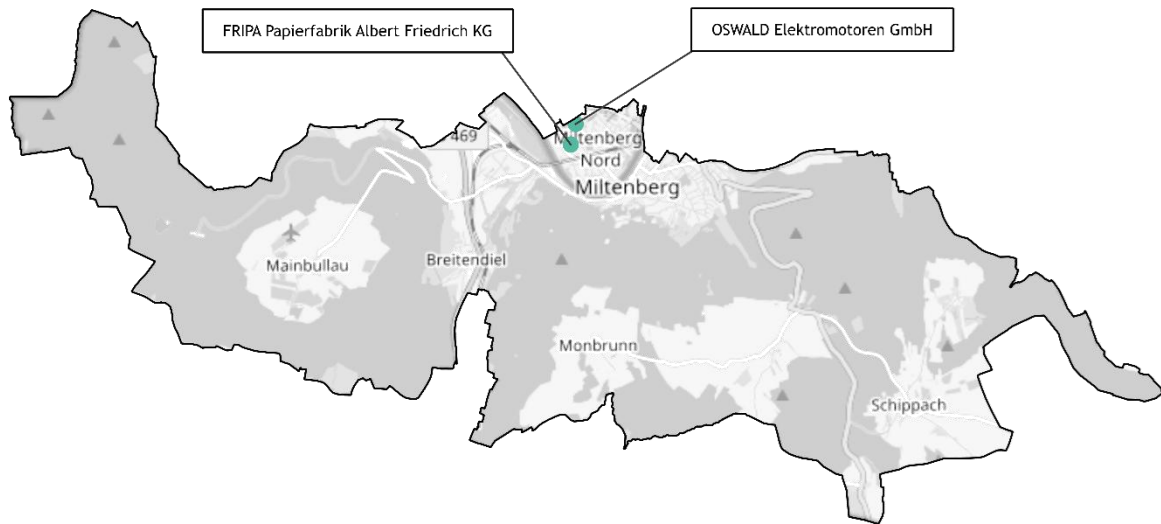 FRIPA Papierfabrik Albert Friedrich KG
OSWALD Elektromotoren GmbH
469
Miltenberg
Nord
Miltenberg
Mainbullau
Breitendiel
Monbrunn
Schippach